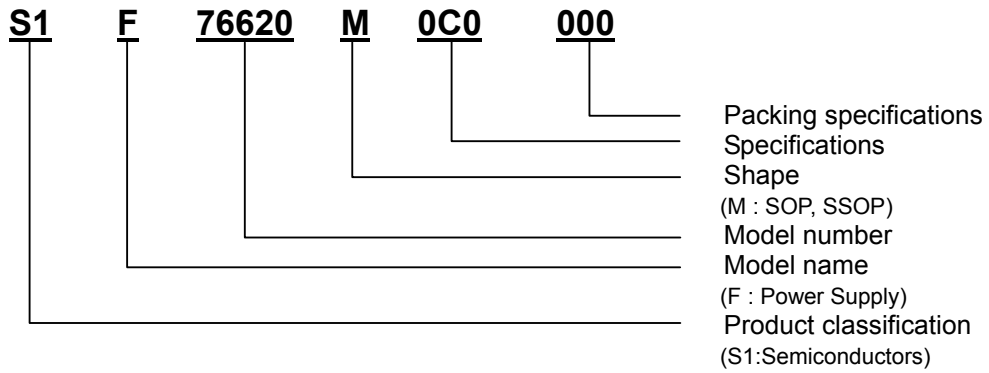 S1 F 76620 M 0C0 000
Packing specifications
Specifications
Shape
(M : SOP, SSOP)
Model number
Model name
(F : Power Supply)
Product classification
(S1:Semiconductors)